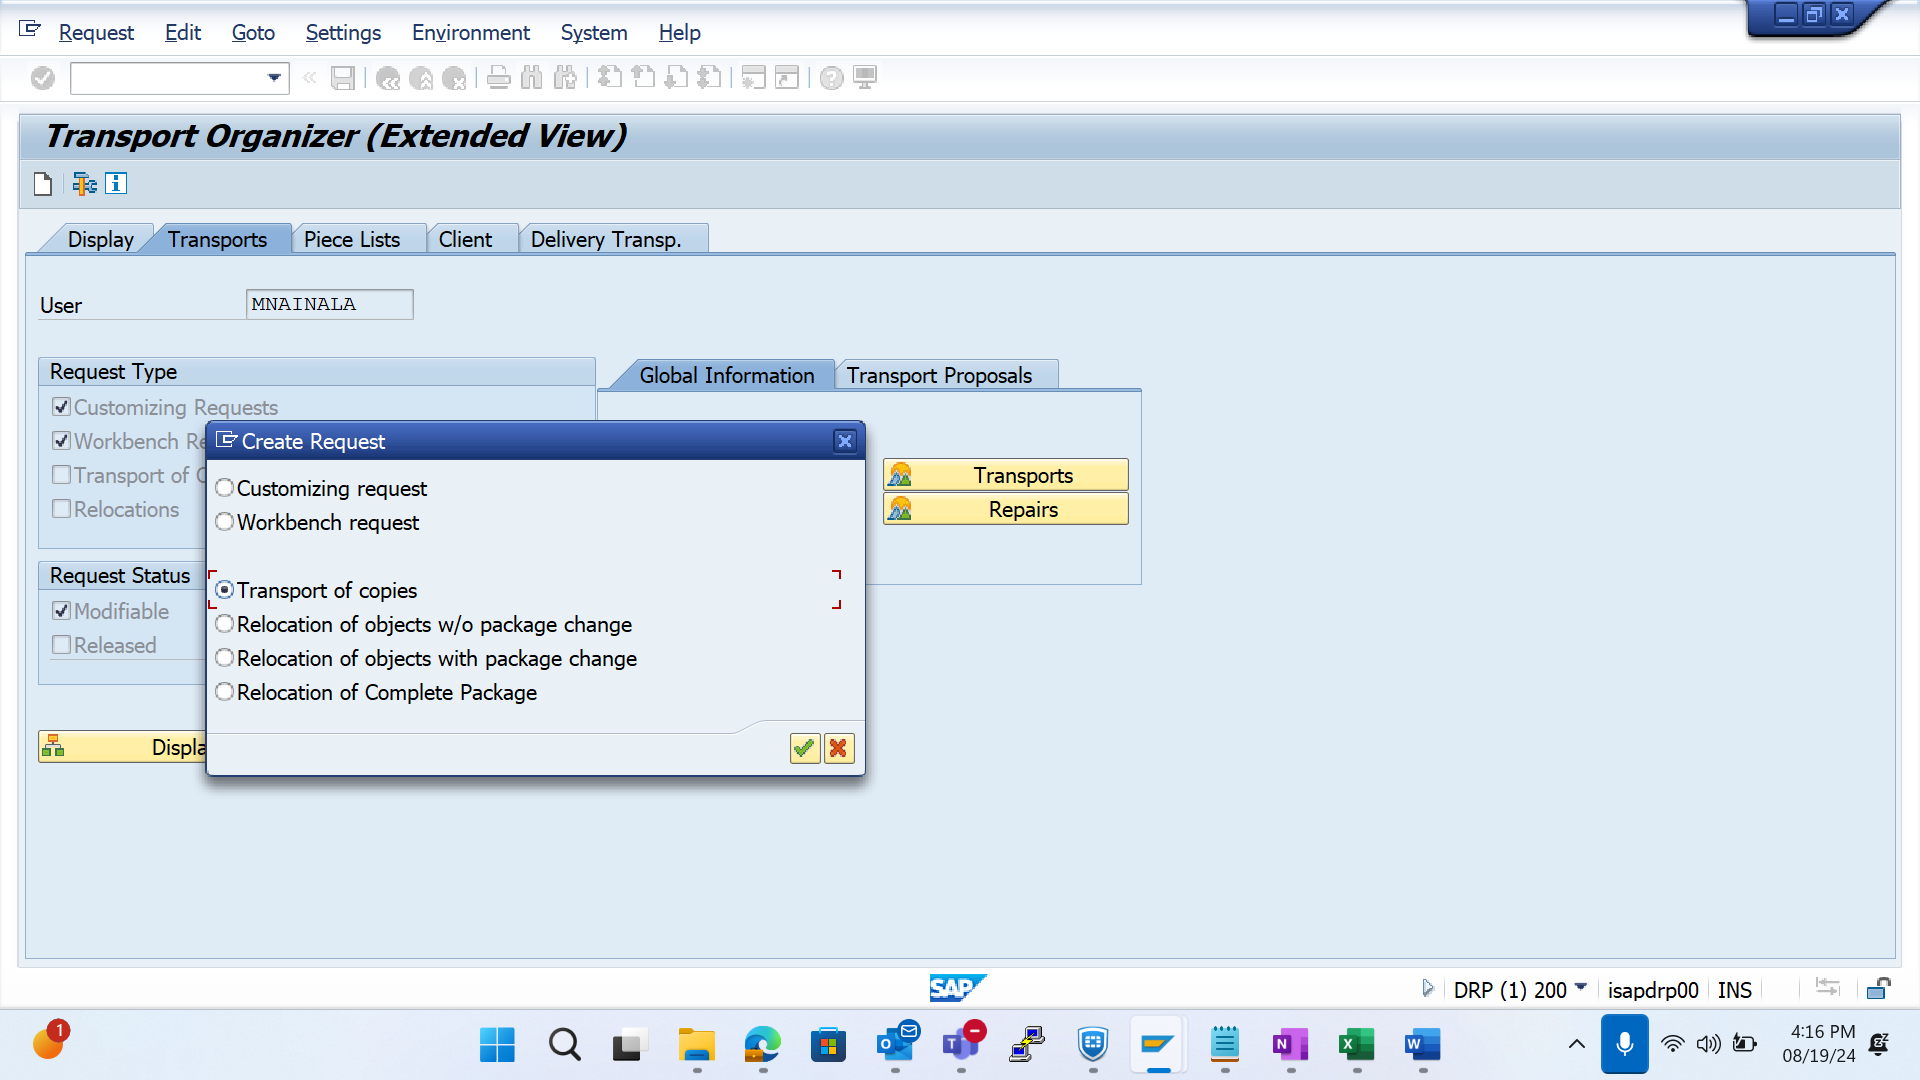 Request Edit Goto Settings Environment System Help
Transport Organizer (Extended View)
Display Transports Piece Lists Client Delivery Transp.
User MNAINALA
Request Type
Global Information Transport Proposals
Customizing Requests
Workbench Re
Transport of C
Relocations
Create Request
Customizing request
Workbench request
Transport of copies
Relocation of objects w/o package change
Relocation of objects with package change
Relocation of Complete Package
Transports
Repairs
Request Status
Modifiable
Released
Displa
SAP
DRP (1) 200 isapdrp00 INS
1
4:16 PM
08/19/24